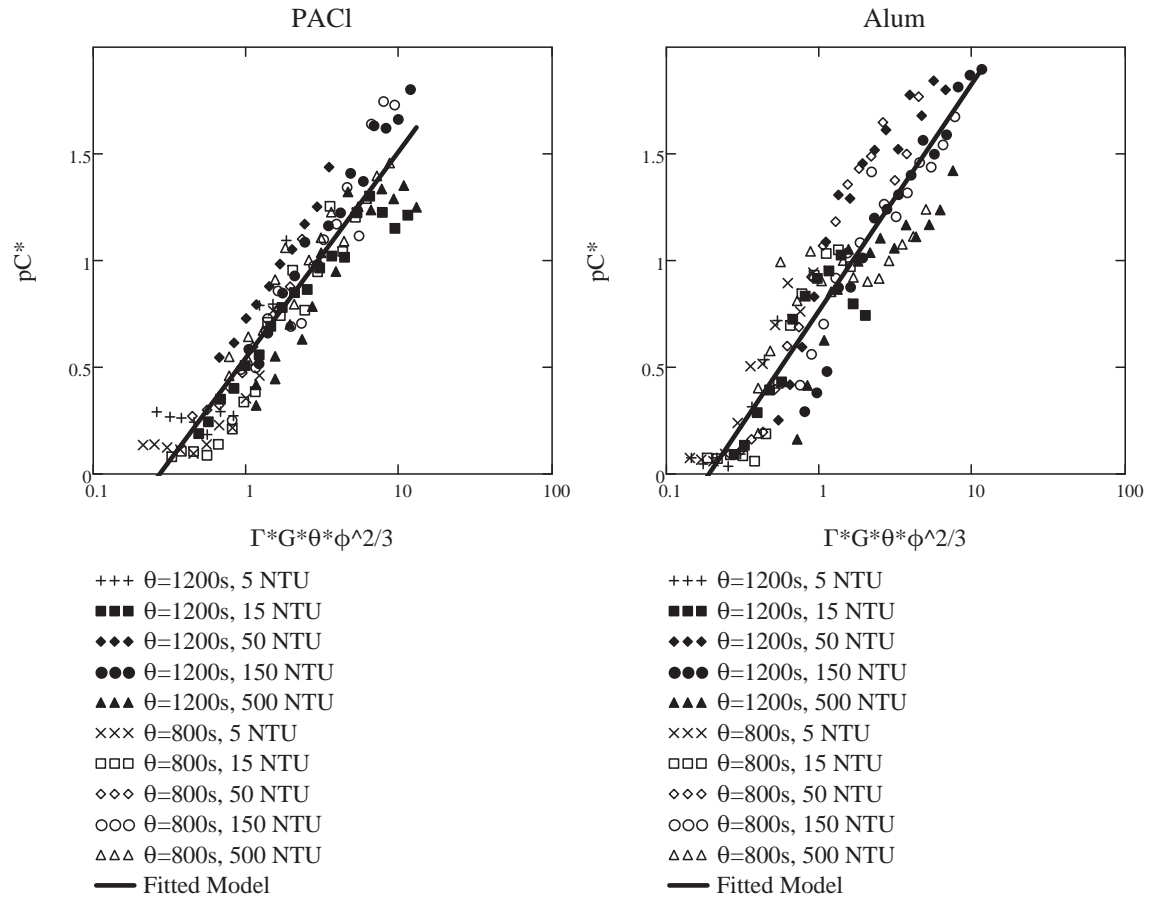 PACl
Alum
1.5
1
0.5
0
0.1
1
10
100
pC*
Γ*G*θ*ϕ^2/3
1.5
1
0.5
0
0.1
1
10
100
pC*
Γ*G*θ*ϕ^2/3
θ=1200s, 5 NTU
θ=1200s, 15 NTU
θ=1200s, 50 NTU
θ=1200s, 150 NTU
θ=1200s, 500 NTU
θ=800s, 5 NTU
θ=800s, 15 NTU
θ=800s, 50 NTU
θ=800s, 150 NTU
θ=800s, 500 NTU
Fitted Model
θ=1200s, 5 NTU
θ=1200s, 15 NTU
θ=1200s, 50 NTU
θ=1200s, 150 NTU
θ=1200s, 500 NTU
θ=800s, 5 NTU
θ=800s, 15 NTU
θ=800s, 50 NTU
θ=800s, 150 NTU
θ=800s, 500 NTU
Fitted Model